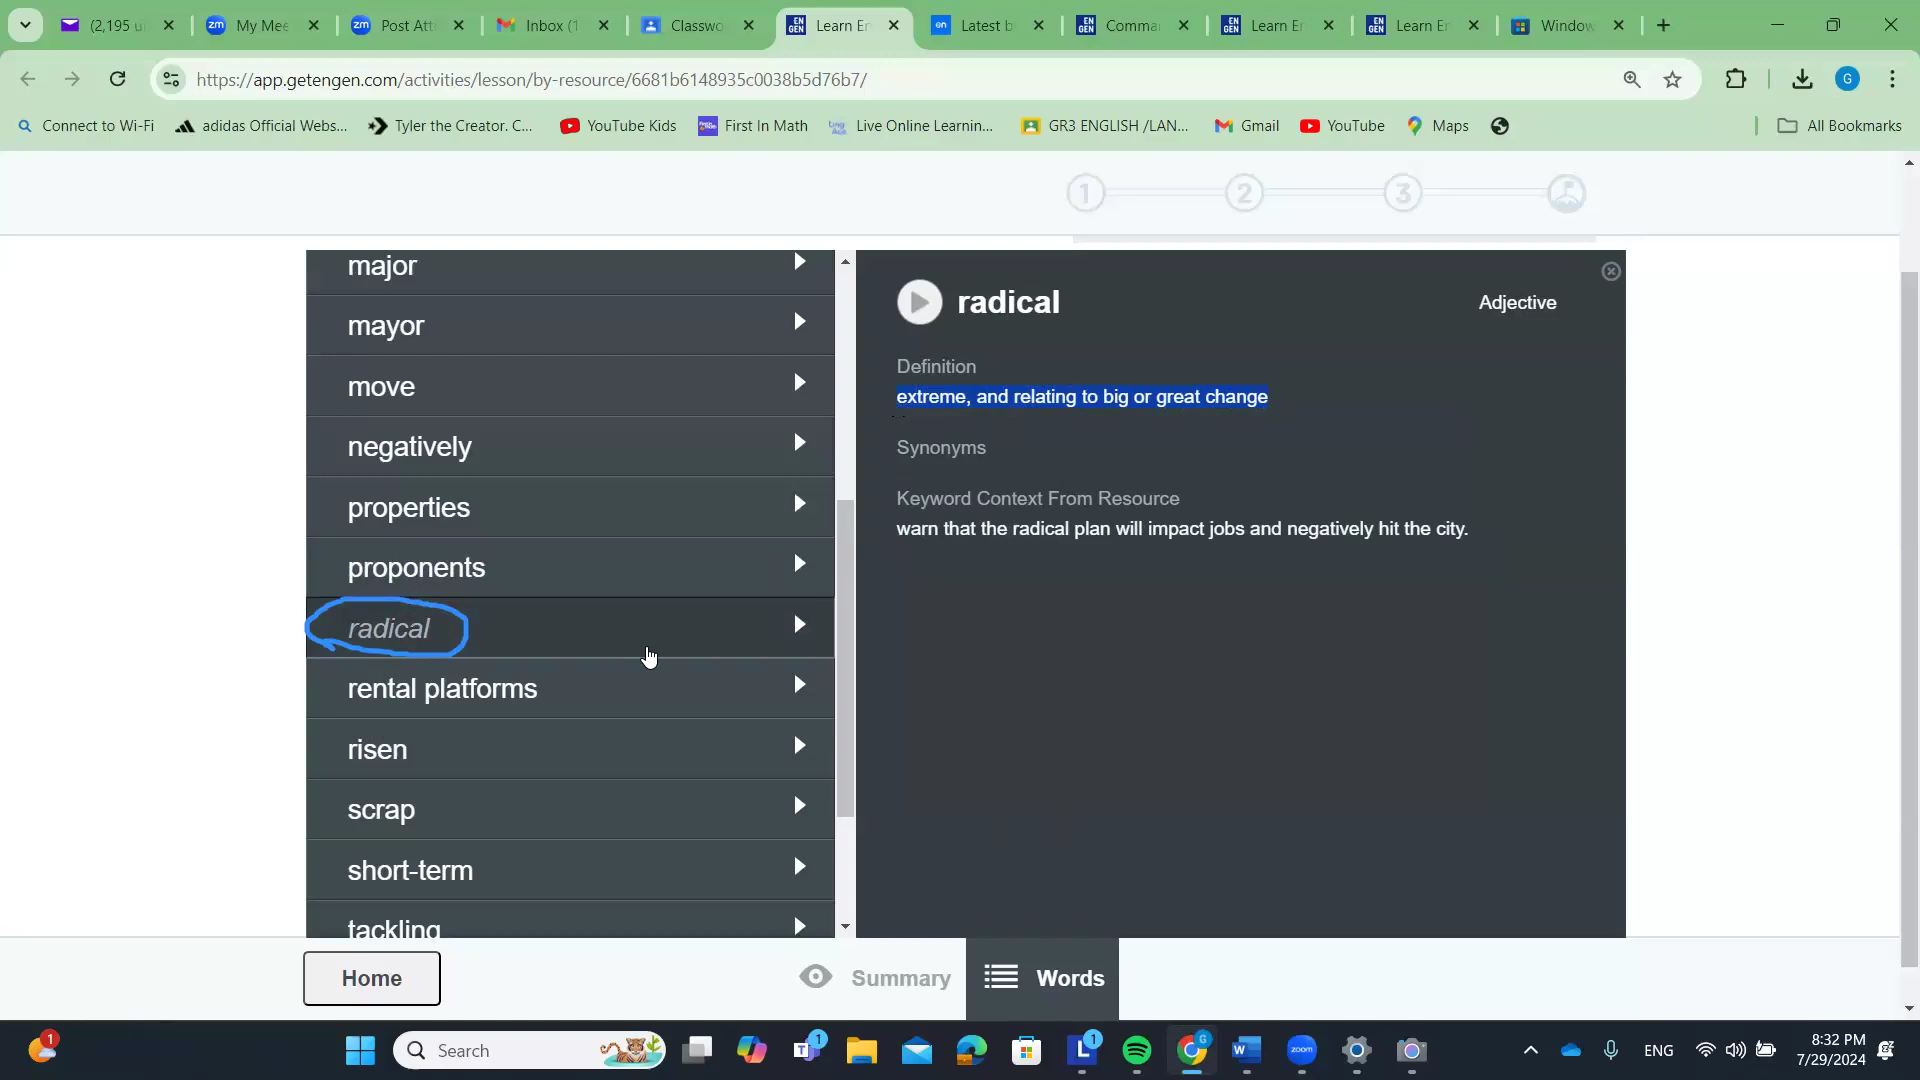 (2,195 u
My Mee
Post Att
Inbox (1
Classwo
Learn En
Latest b
Comma
Learn E
Learn E
Window
https://app.getengen.com/activities/lesson/by-resource/6681b6148935c0038b5d76b7/
G
Connect to Wi-Fi
adidas Official Webs...
Tyler the Creator. C...
YouTube Kids
First In Math
Live Online Learnin...
GR3 ENGLISH /LAN...
Gmail
YouTube
Maps
All Bookmarks
1 2 3
major
mayor
move
negatively
properties
proponents
radical
rental platforms
risen
scrap
short-term
tackling
radical
Adjective
Definition
extreme, and relating to big or great change
Synonyms
Keyword Context From Resource
warn that the radical plan will impact jobs and negatively hit the city.
Home
Summary
Words
Search
ENG
8:32 PM
7/29/2024